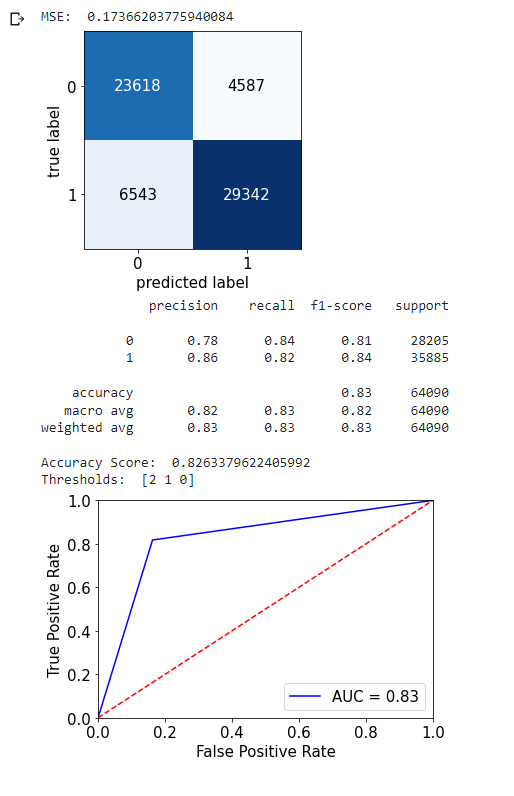 MSE:  0.17366203775940084
0
23618
4587
true label
1
6543
29342
0
1
predicted label
precision    recall  f1-score   support
0       0.78      0.84      0.81     28205
1       0.86      0.82      0.84     35885
accuracy                           0.83     64090
macro avg       0.82      0.83      0.82     64090
weighted avg       0.83      0.83      0.83     64090
Accuracy Score:  0.8263379622405992
Thresholds:  [2 1 0]
1.0
0.8
0.6
0.4
0.2
0.0
True Positive Rate
AUC = 0.83
0.0
0.2
0.4
0.6
0.8
1.0
False Positive Rate